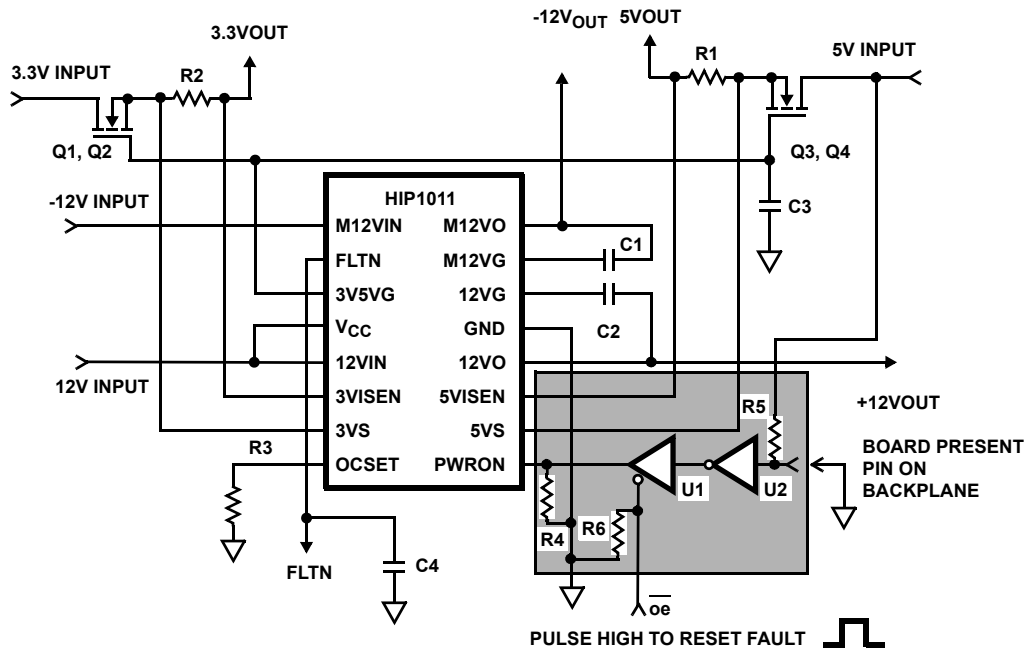 3.3VOUT
-12VOUT
5VOUT
3.3V INPUT
R2
R1
5V INPUT
Q1, Q2
Q3, Q4
-12V INPUT
HIP1011
C3
M12VIN
M12VO
C1
FLTN
M12VG
3V5VG
12VG
VCC
GND
C2
12VIN
12VO
12V INPUT
3VISEN
5VISEN
R5
+12VOUT
3VS
5VS
R3
OCSET
PWRON
BOARD PRESENT
PIN ON
BACKPLANE
U1
U2
R4
R6
FLTN
C4
oe
PULSE HIGH TO RESET FAULT